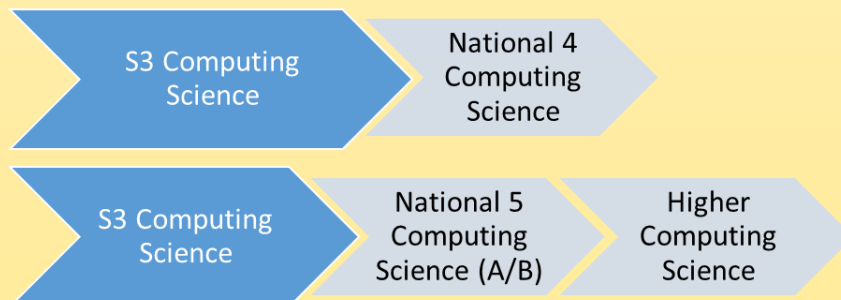 S3 Computing
Science
National 4
Computing
Science
S3 Computing
Science
National 5
Computing
Science (A/B)
Higher
Computing
Science